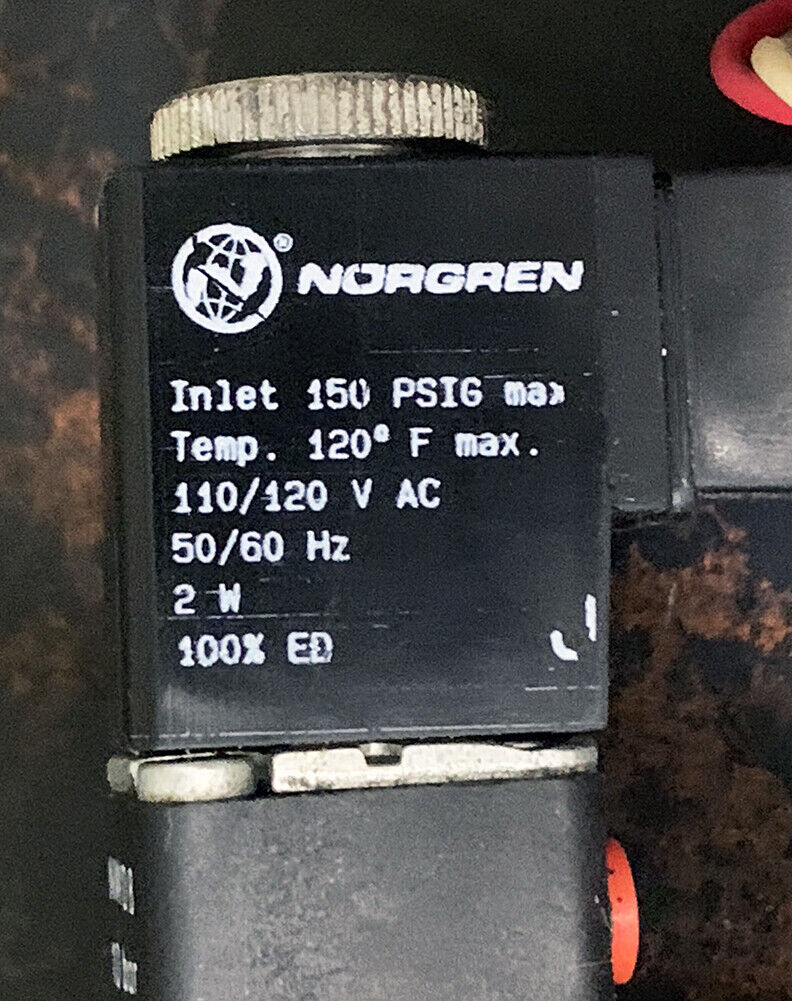 ® NORGREN
Inlet 150 PSIG max
Temp. 120° F max.
110/120 V AC
50/60 Hz
2 W
100% ED